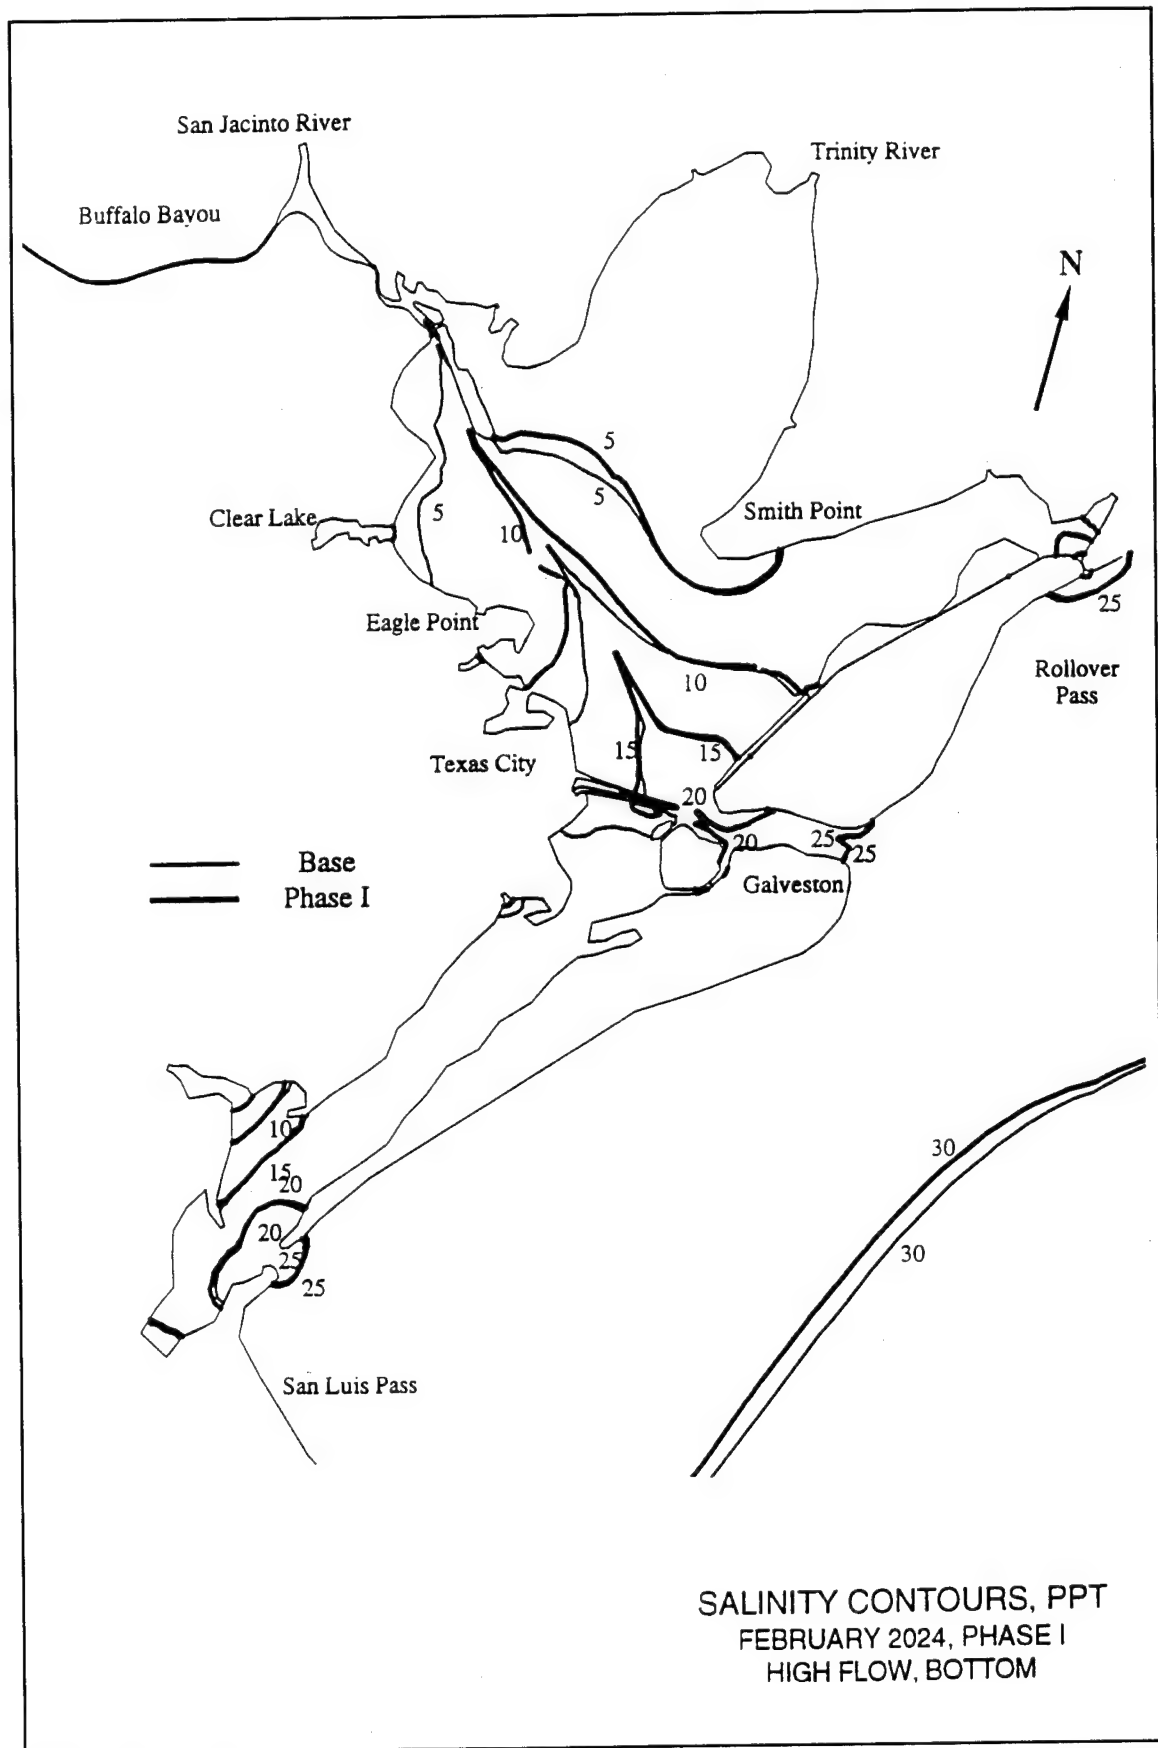 San Jacinto River
Trinity River
Buffalo Bayou
N
5
5
Smith Point
Clear Lake
5
10
25
Eagle Point
Rollover
Pass
10
15
15
Texas City
20
20
25
25
Base
Galveston
Phase I
10
30
15
20
20
30
25
25
San Luis Pass
SALINITY CONTOURS, PPT
FEBRUARY 2024, PHASE I
HIGH FLOW, BOTTOM